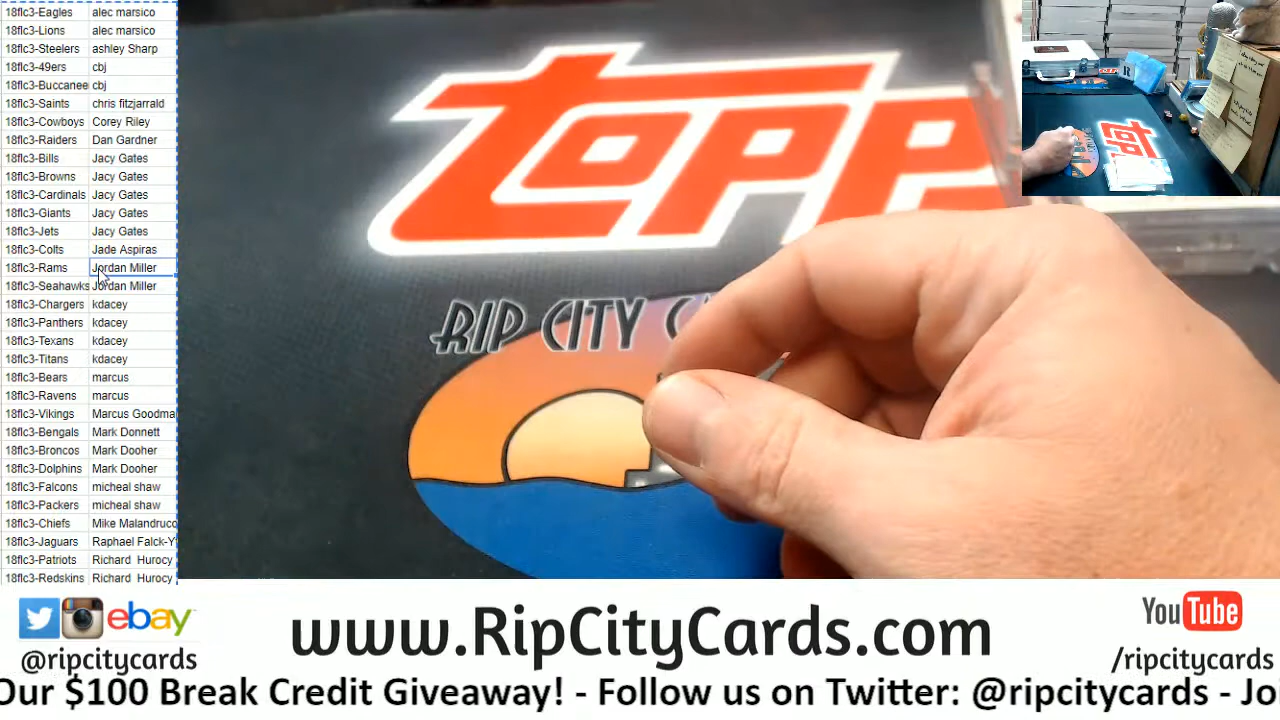 18flc3-Eagles alec marsico
18flc3-Lions alec marsico
18flc3-Steelers ashley Sharp
18flc3-49ers cbj
18flc3-Buccanee cbj
18flc3-Saints chris fitzjarrald
18flc3-Cowboys Corey Riley
18flc3-Raiders Dan Gardner
18flc3-Bills Jacy Gates
18flc3-Browns Jacy Gates
18flc3-Cardinals Jacy Gates
18flc3-Giants Jacy Gates
18flc3-Jets Jacy Gates
18flc3-Colts Jade Aspiras
18flc3-Rams Jordan Miller
18flc3-Seahawks Jordan Miller
18flc3-Chargers kdacey
18flc3-Panthers kdacey
18flc3-Texans kdacey
18flc3-Titans kdacey
18flc3-Bears marcus
18flc3-Ravens marcus
18flc3-Vikings Marcus Goodma
18flc3-Bengals Mark Donnett
18flc3-Broncos Mark Dooher
18flc3-Dolphins Mark Dooher
18flc3-Falcons micheal shaw
18flc3-Packers micheal shaw
18flc3-Chiefs Mike Malandruco
18flc3-Jaguars Raphael Falck-Y
18flc3-Patriots Richard Hurocy
18flc3-Redskins Richard Hurocy
TOPP
RIP CITY C
TOPP
ebay
@ripcitycards
www.RipCityCards.com
YouTube
/ripcitycards
Our $100 Break Credit Giveaway! - Follow us on Twitter: @ripcitycards - Joi